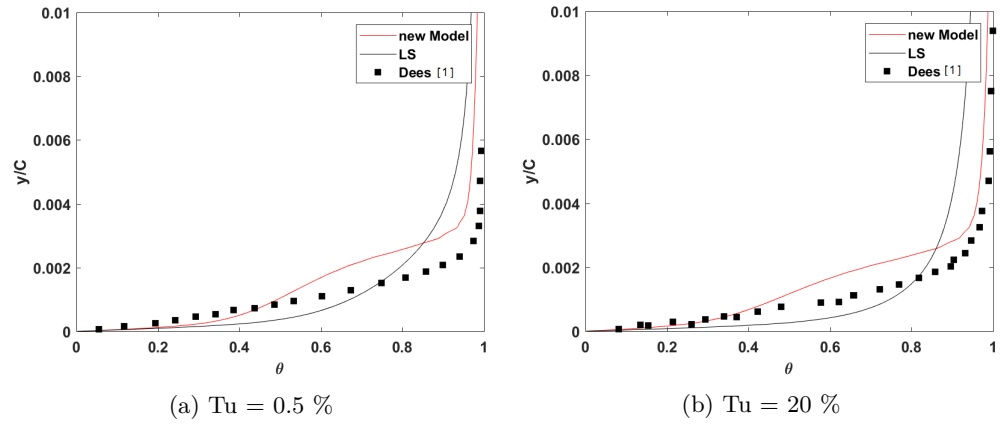 0.01
0.008
0.006
0.004
0.002
0
y/C
0 0.2 0.4 0.6 0.8 1
θ
new Model
LS
Dees [1]
(a) Tu = 0.5 %
0.01
0.008
0.006
0.004
0.002
0
y/C
0 0.2 0.4 0.6 0.8 1
θ
new Model
LS
Dees [1]
(b) Tu = 20 %